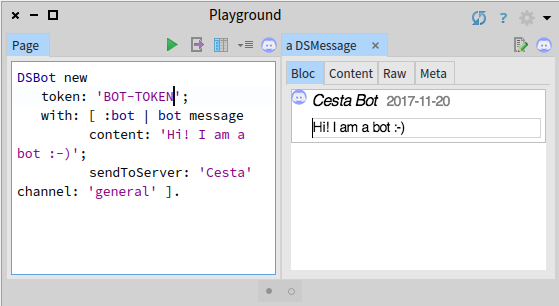 Playground
Page
a DSMessage
DSBot new
token: 'BOT-TOKEN';
with: [ :bot | bot message
content: 'Hi! I am a
bot :-)';
sendToServer: 'Cesta'
channel: 'general' ].
Bloc Content Raw Meta
Cesta Bot 2017-11-20
Hi! I am a bot :-)